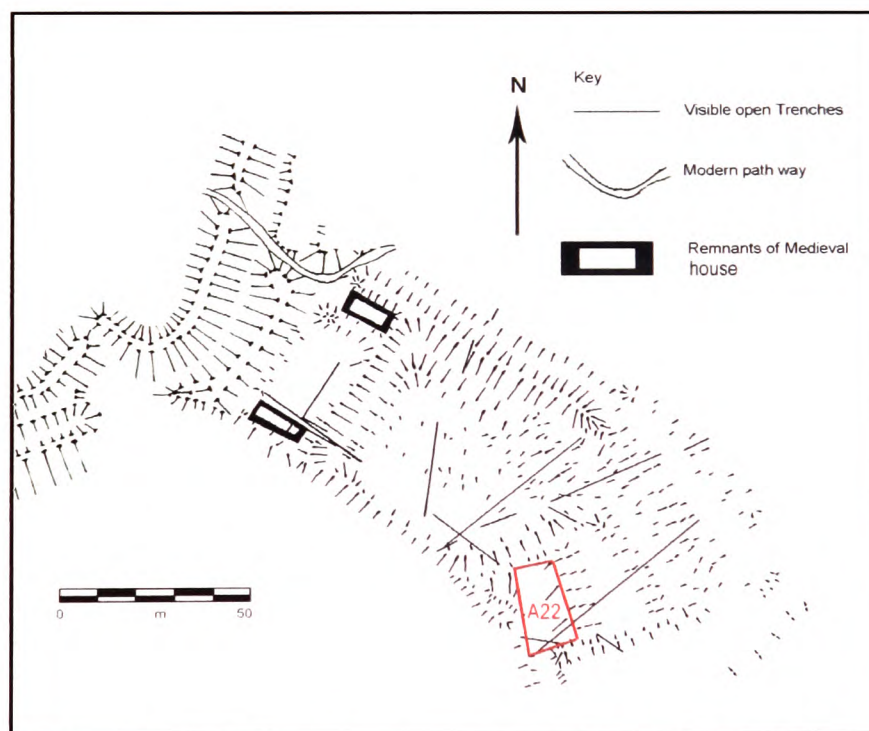 N
Key
Visible open Trenches
Modern path way
Remnants of Medieval
house
A22
0 m 50